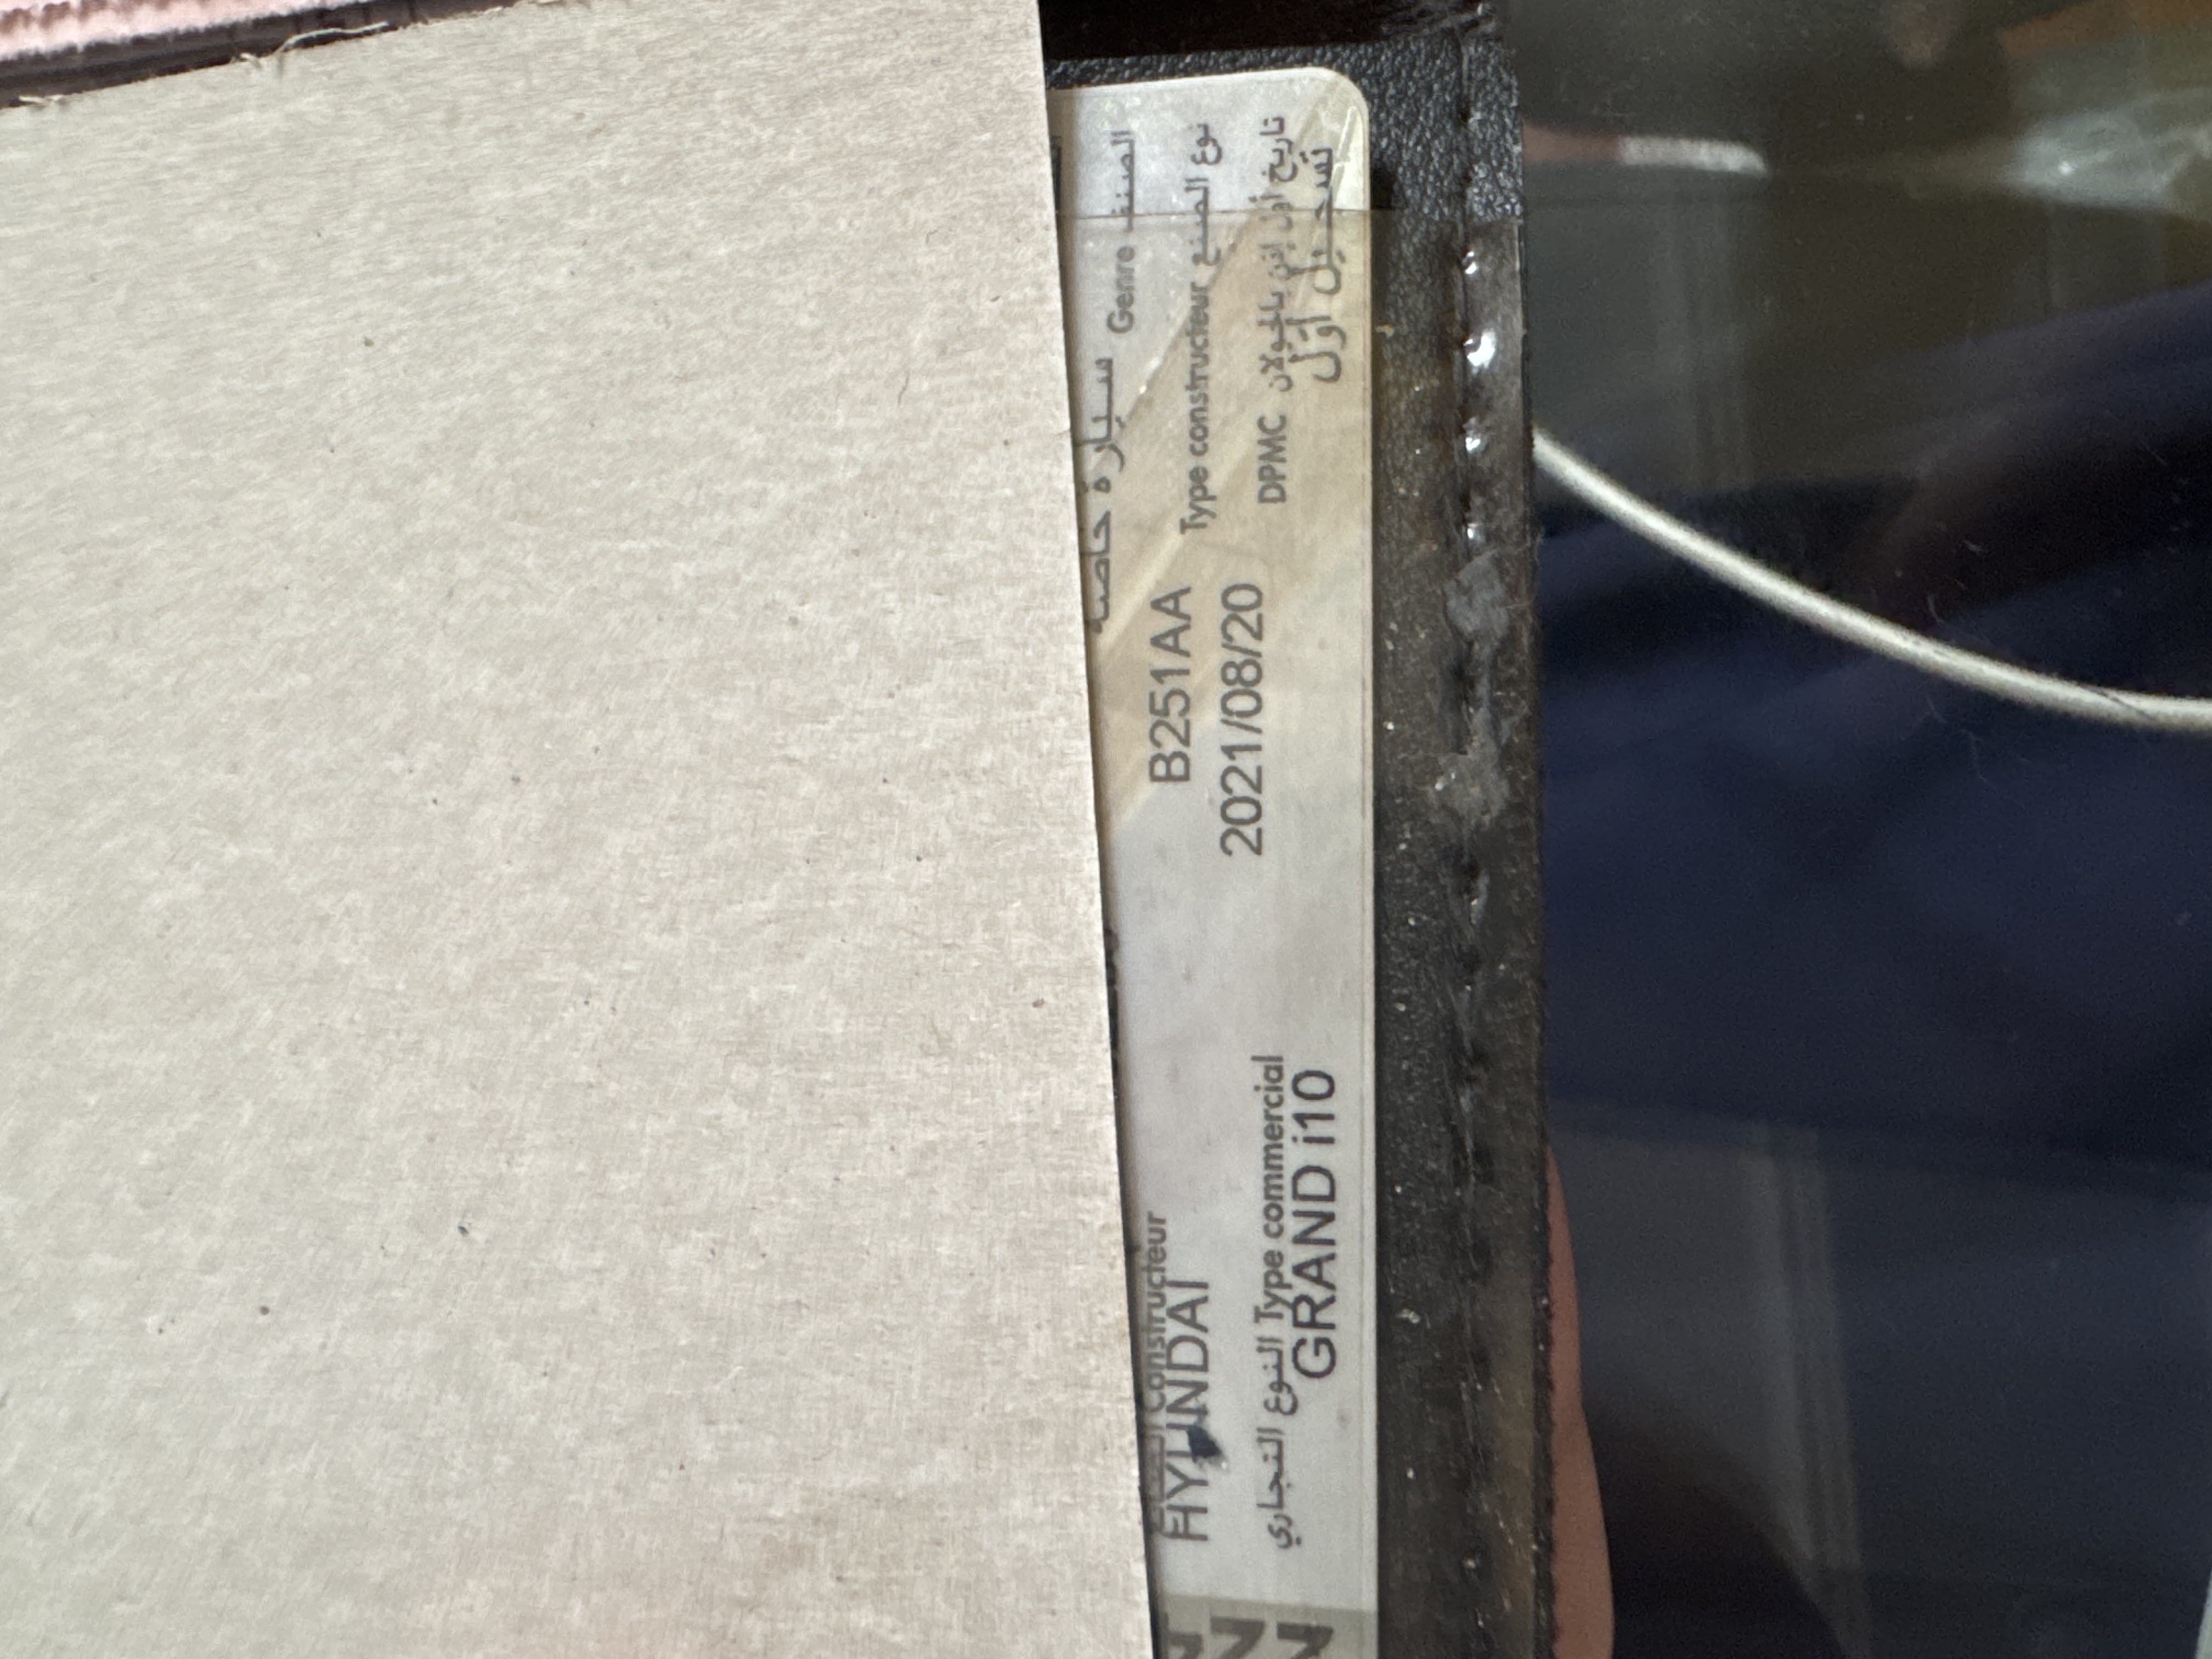 الصنف Genre سيارة خاصة
Constructeur
HYUNDAI
نوع المصنع Type constructeur B251AA
تاريخ أول إذن بالجولان DPMC 2021/08/20
النوع التجاري Type commercial
GRAND i10
تسجيل أول